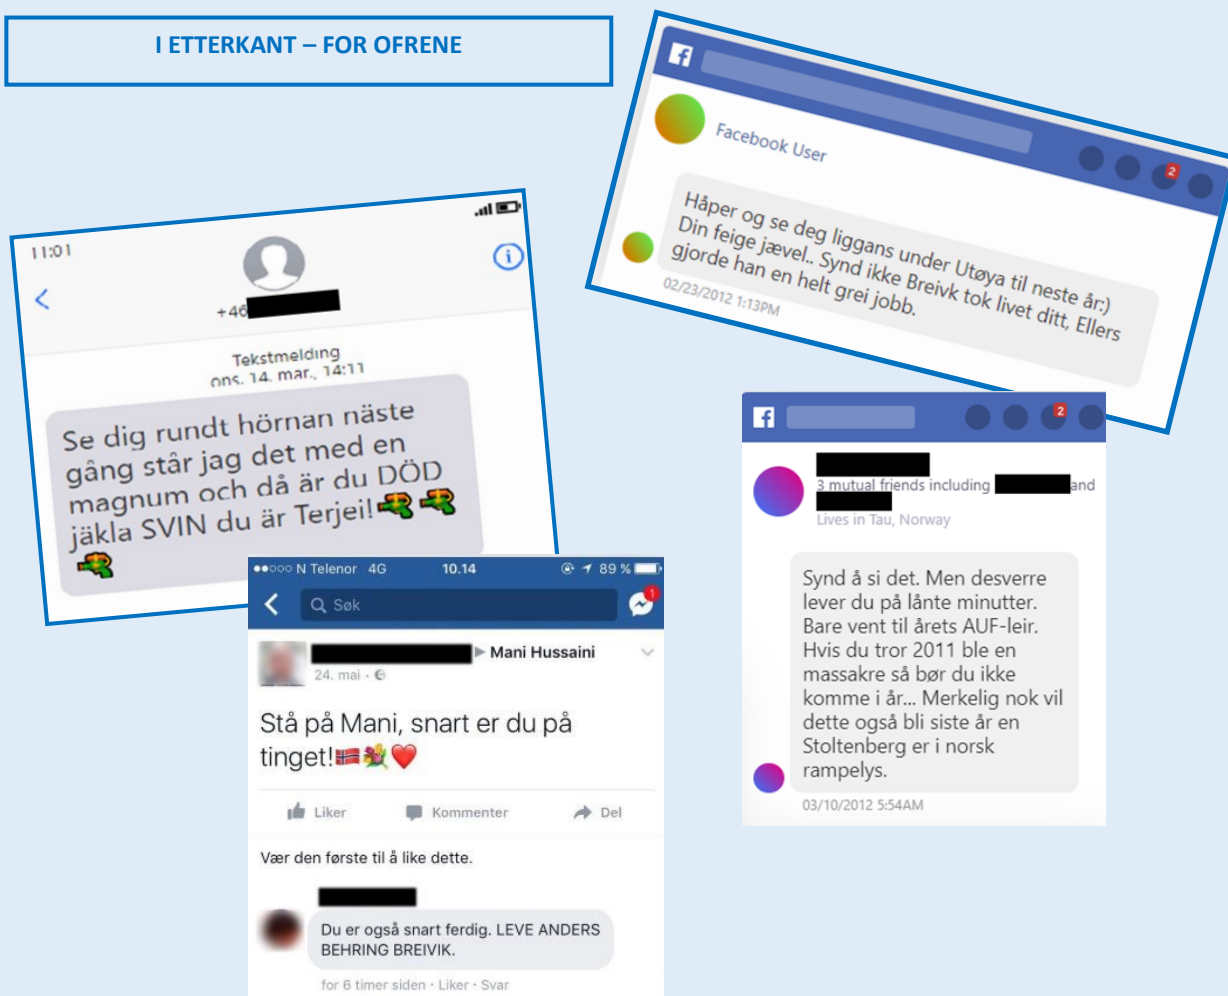 I ETTERKANT – FOR OFRENE
Facebook User
Håper og se deg liggans under Utøya til neste år:)
Din feige jævel.. Synd ikke Breivk tok livet ditt, Ellers
gjorde han en helt grei jobb.
02/23/2012 1:13PM
2
11:01
+46
Tekstmelding
ons. 14. mar., 14:11
Se dig rundt hörnan näste
gång står jag det med en
magnum och då är du DÖD
jäkla SVIN du är Terjei!
2
3 mutual friends including and
Lives in Tau, Norway
Synd å si det. Men desverre
lever du på lånte minutter.
Bare vent til årets AUF-leir.
Hvis du tror 2011 ble en
massakre så bør du ikke
komme i år... Merkelig nok vil
dette også bli siste år en
Stoltenberg er i norsk
rampelys.
03/10/2012 5:54AM
N Telenor 4G 10.14 89 %
Søk
1
Mani Hussaini
24. mai
Stå på Mani, snart er du på
tinget!
Liker Kommenter Del
Vær den første til å like dette.
Du er også snart ferdig. LEVE ANDERS
BEHRING BREIVIK.
for 6 timer siden · Liker · Svar